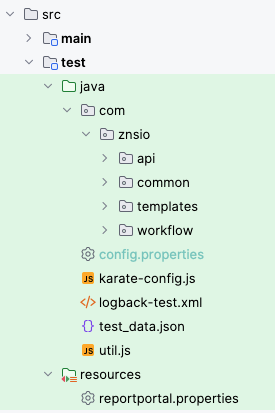 src
main
test
java
com
znsio
api
common
templates
workflow
config.properties
JS karate-config.js
logback-test.xml
test_data.json
JS util.js
resources
reportportal.properties